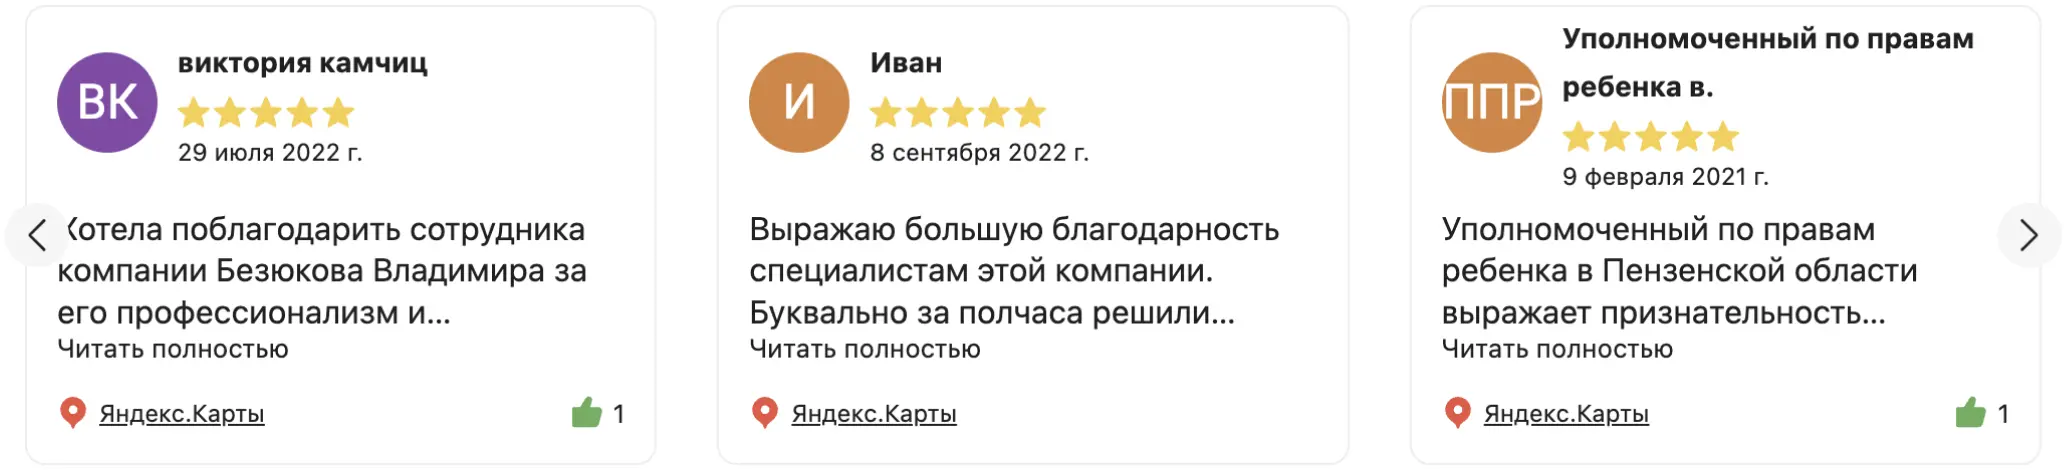 ВК
виктория камчиц
29 июля 2022 г.
Хотела поблагодарить сотрудника
компании Безюкова Владимира за
его профессионализм и...
Читать полностью
Яндекс.Карты
1
И
Иван
8 сентября 2022 г.
Выражаю большую благодарность
специалистам этой компании.
Буквально за полчаса решили...
Читать полностью
Яндекс.Карты
ППР
Уполномоченный по правам
ребенка в.
9 февраля 2021 г.
Уполномоченный по правам
ребенка в Пензенской области
выражает признательность...
Читать полностью
Яндекс.Карты
1